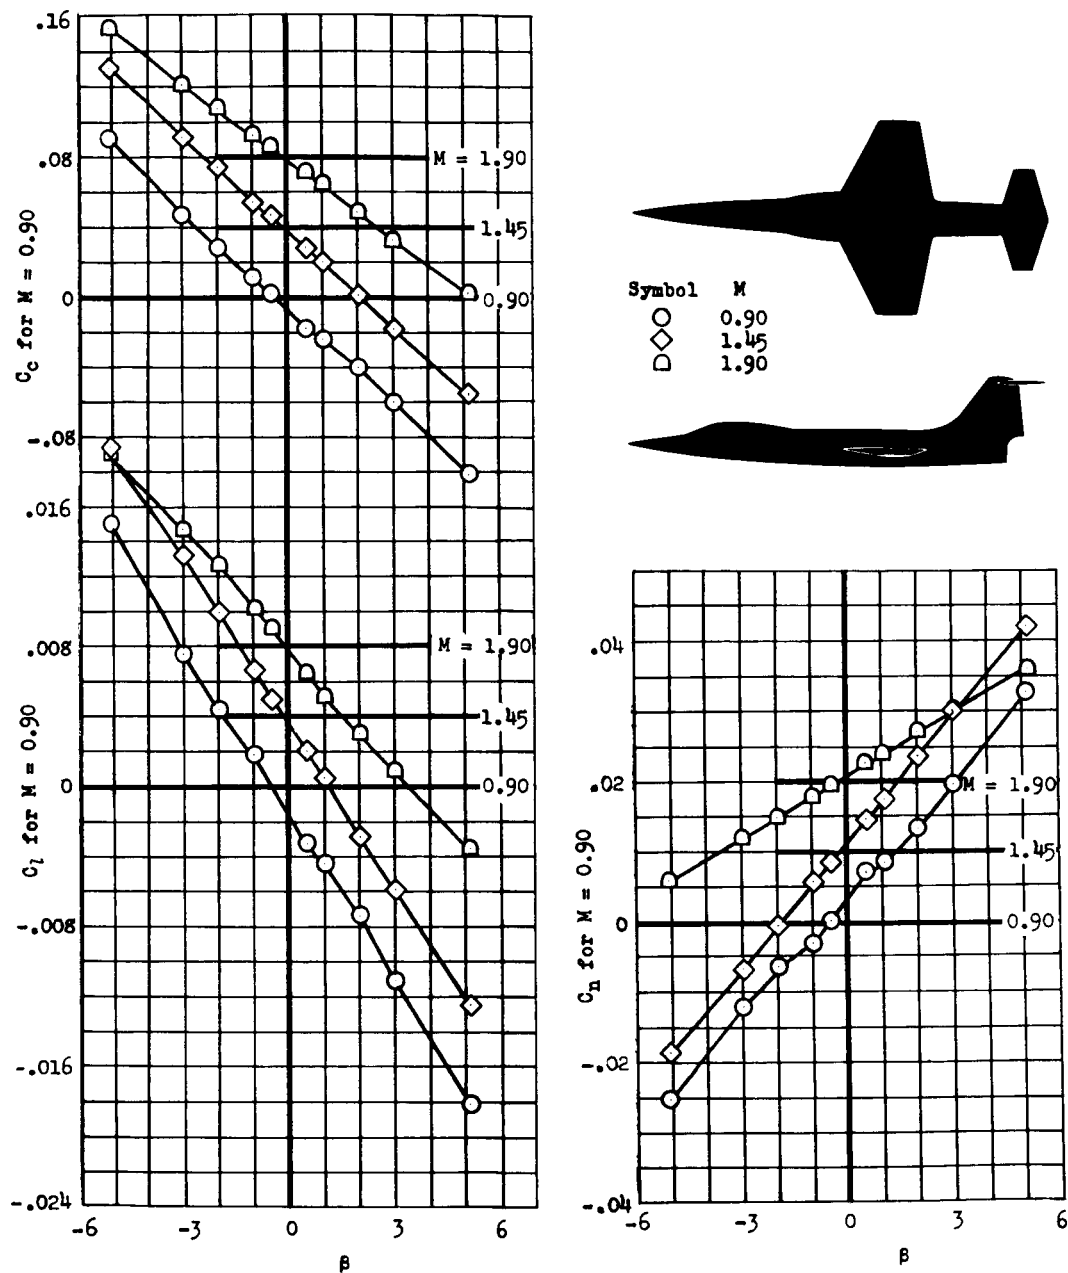 .16
.08
0
-.08
C_c for M = 0.90
M = 1.90
1.45
0.90
.016
.008
0
-.008
-.016
-.024
C_l for M = 0.90
M = 1.90
1.45
0.90
-6 -3 0 3 6
β
Symbol M
0.90
1.45
1.90
.04
.02
0
-.02
-.04
C_n for M = 0.90
M = 1.90
1.45
0.90
-6 -3 0 3 6
β